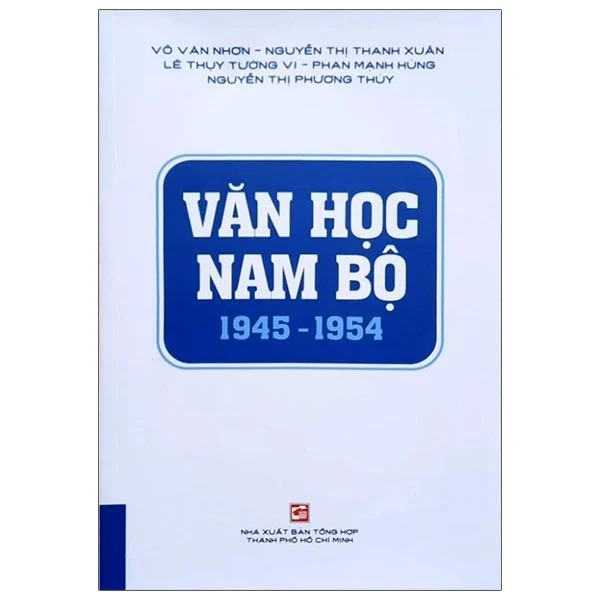 VÕ VĂN NHƠN – NGUYỄN THỊ THANH XUÂN
LÊ THỤY TƯỜNG VI – PHAN MẠNH HÙNG
NGUYỄN THỊ PHƯƠNG THÚY
VĂN HỌC
NAM BỘ
1945 - 1954
NHÀ XUẤT BẢN TỔNG HỢP
THÀNH PHỐ HỒ CHÍ MINH